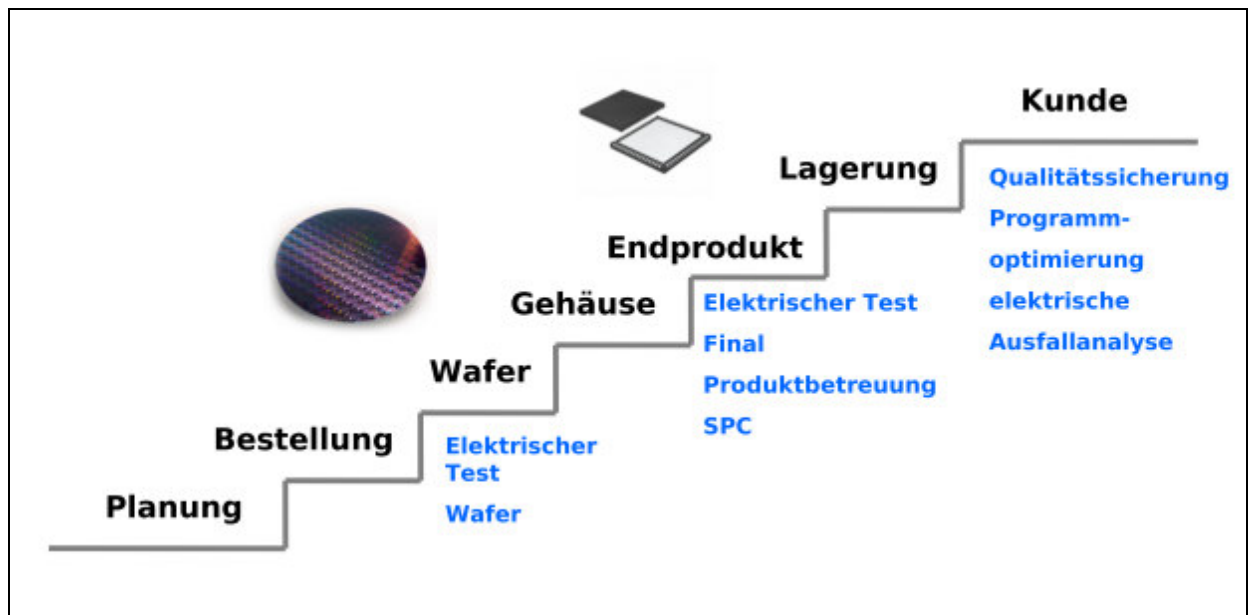 Kunde
Lagerung
Endprodukt
Gehäuse
Wafer
Bestellung
Planung
Elektrischer
Test
Wafer
Elektrischer Test
Final
Produktbetreuung
SPC
Qualitätssicherung
Programm-
optimierung
elektrische
Ausfallanalyse